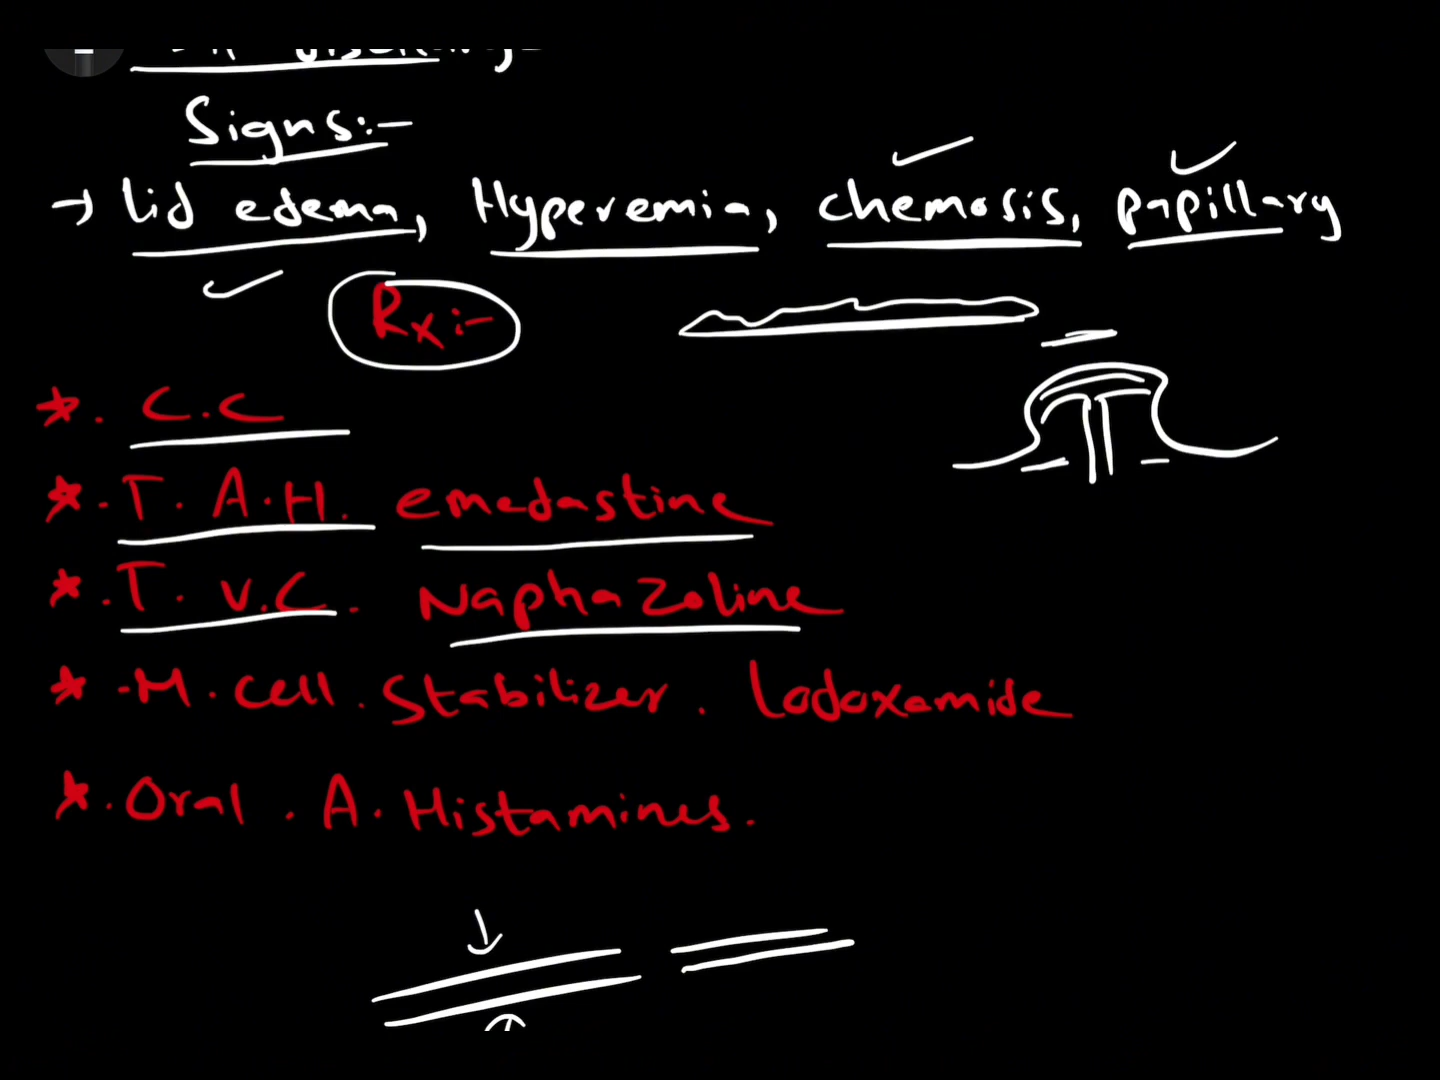 Signs:-
→ lid edema, Hyperemia, chemosis, papillary
Rx:-
*. C.C
*. T. A.H. emedastine
*. T. V.C. Naphazoline
*. M. cell. Stabilizer. lodoxamide
*. Oral. A. Histamines.